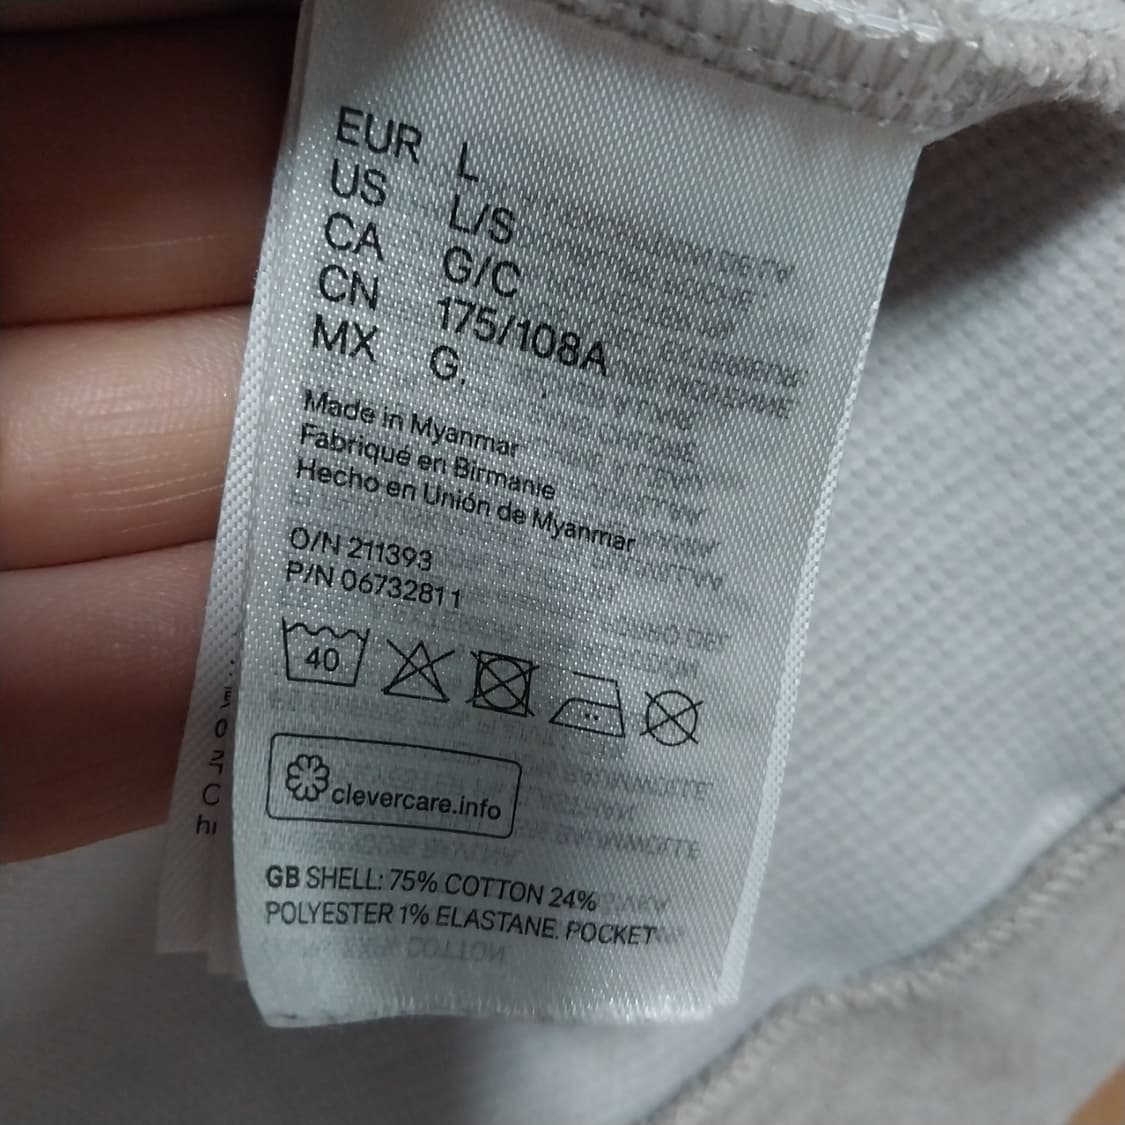 EUR L
US L/S
CA G/C
CN 175/108A
MX G.
Made in Myanmar
Fabriqué en Birmanie
Hecho en Unión de Myanmar
O/N 211393
P/N 06732811
40
clevercare.info
GB SHELL: 75% COTTON 24%
POLYESTER 1% ELASTANE. POCKET